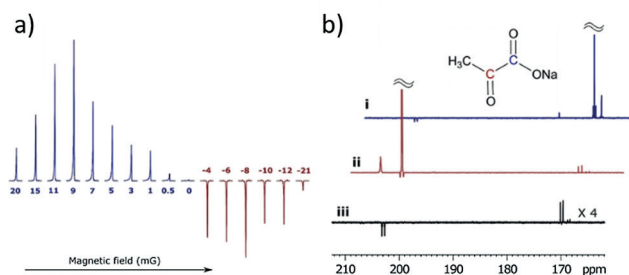 a)
20 15 11 9 7 5 3 1 0.5 0
-4 -6 -8 -10 -12 -21
Magnetic field (mG)
b)
O
H₃C
ONa
O
i
ii
iii
X 4
210 200 190 180 170 ppm